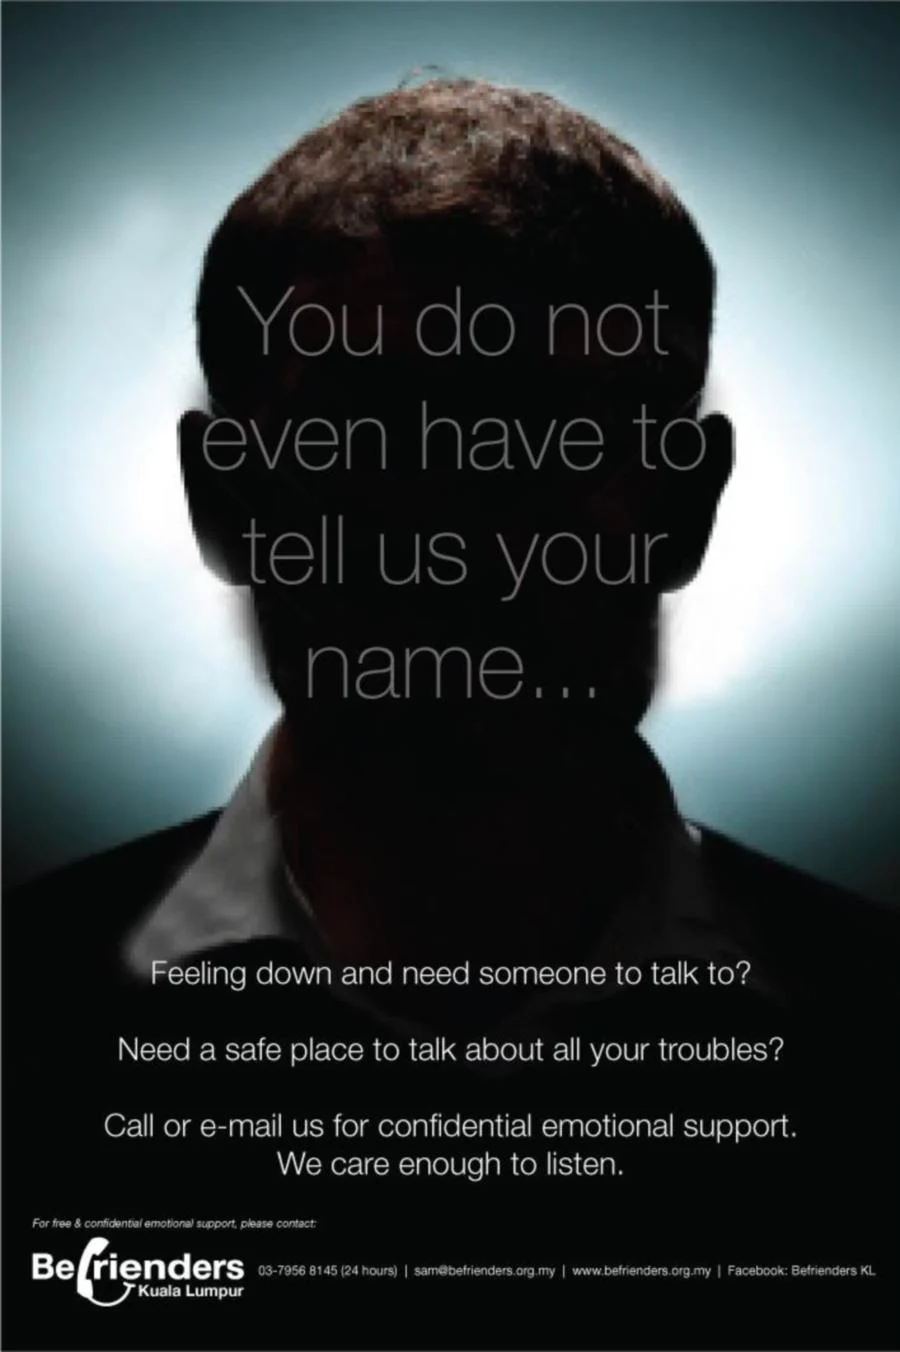 You do not
even have to
tell us your
name...
Feeling down and need someone to talk to?
Need a safe place to talk about all your troubles?
Call or e-mail us for confidential emotional support.
We care enough to listen.
For free & confidential emotional support, please contact:
Befrienders
Kuala Lumpur
03-7956 8145 (24 hours) | sam@befrienders.org.my | www.befrienders.org.my | Facebook: Befrienders KL